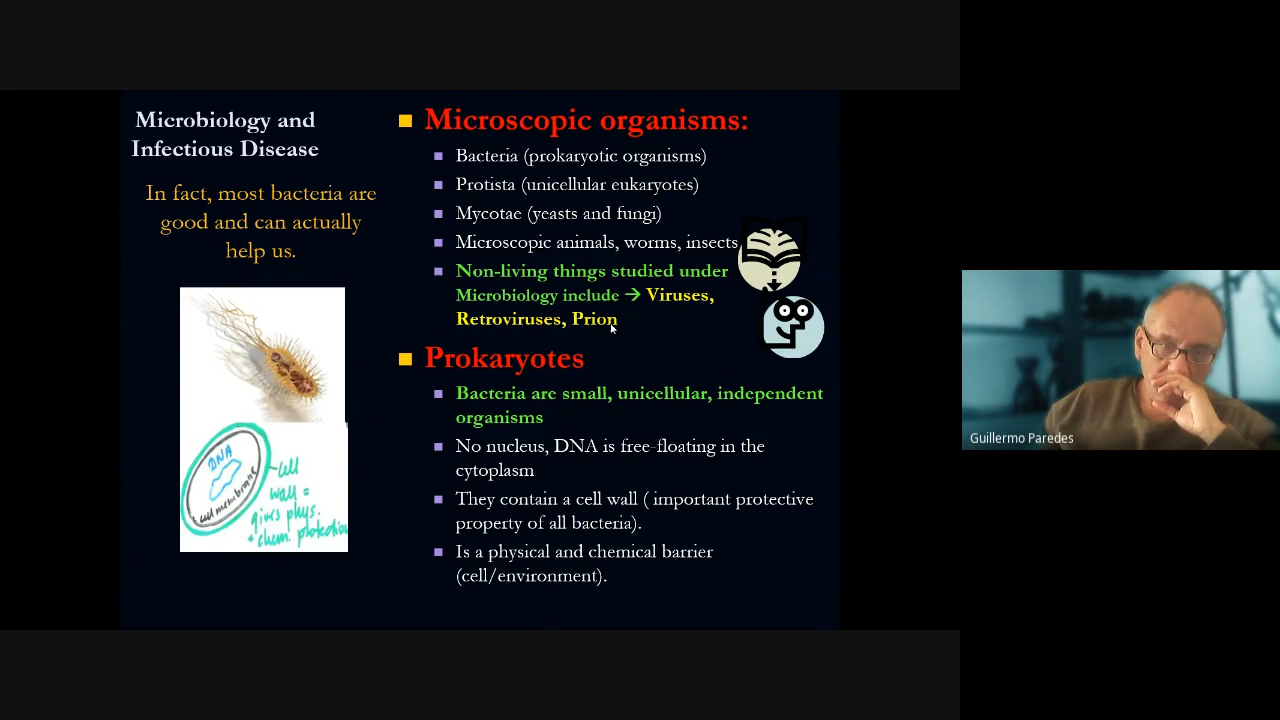 Microbiology and
Infectious Disease
In fact, most bacteria are
good and can actually
help us.
DNA
cell membrane
cell
wall =
gives phys.
+ chem. protection
Microscopic organisms:
Bacteria (prokaryotic organisms)
Protista (unicellular eukaryotes)
Mycotae (yeasts and fungi)
Microscopic animals, worms, insects
Non-living things studied under
Microbiology include → Viruses,
Retroviruses, Prion
Prokaryotes
Bacteria are small, unicellular, independent
organisms
No nucleus, DNA is free-floating in the
cytoplasm
They contain a cell wall ( important protective
property of all bacteria).
Is a physical and chemical barrier
(cell/environment).
Guillermo Paredes